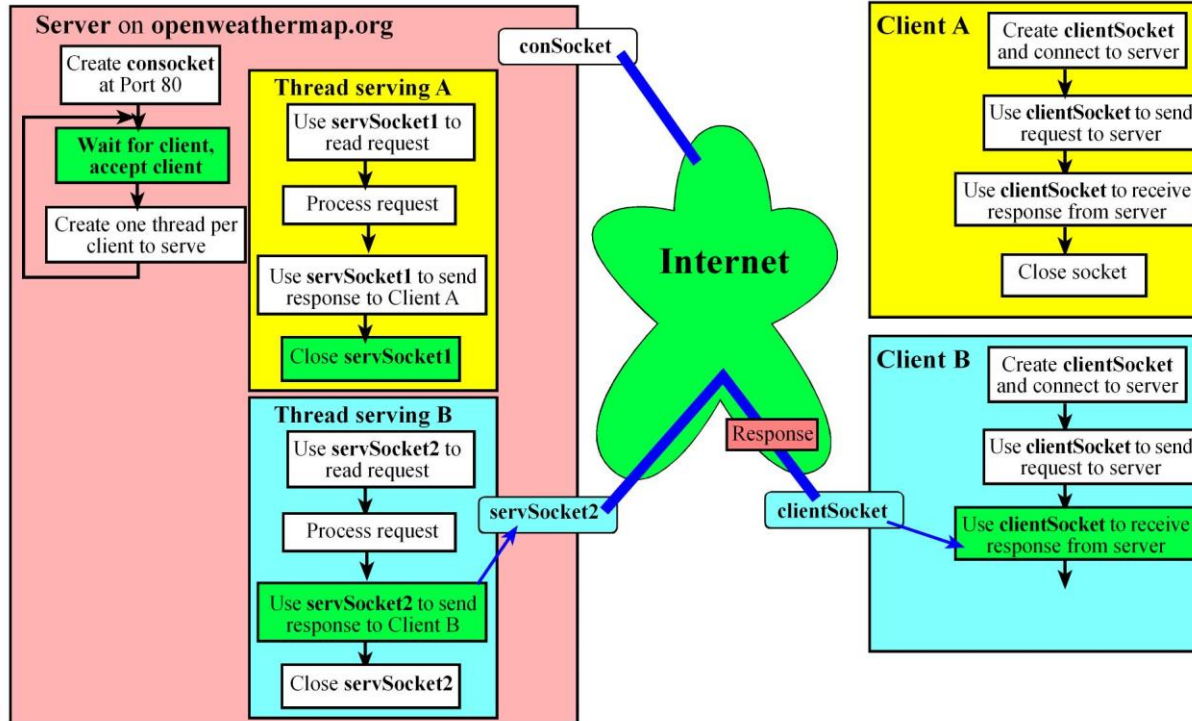 Server on openweathermap.org
Create consocket
at Port 80
Wait for client,
accept client
Create one thread per
client to serve
Thread serving A
Use servSocket1 to
read request
Process request
Use servSocket1 to send
response to Client A
Close servSocket1
Thread serving B
Use servSocket2 to
read request
Process request
Use servSocket2 to send
response to Client B
Close servSocket2
conSocket
Internet
Response
servSocket2
clientSocket
Client A
Create clientSocket
and connect to server
Use clientSocket to send
request to server
Use clientSocket to receive
response from server
Close socket
Client B
Create clientSocket
and connect to server
Use clientSocket to send
request to server
Use clientSocket to receive
response from server